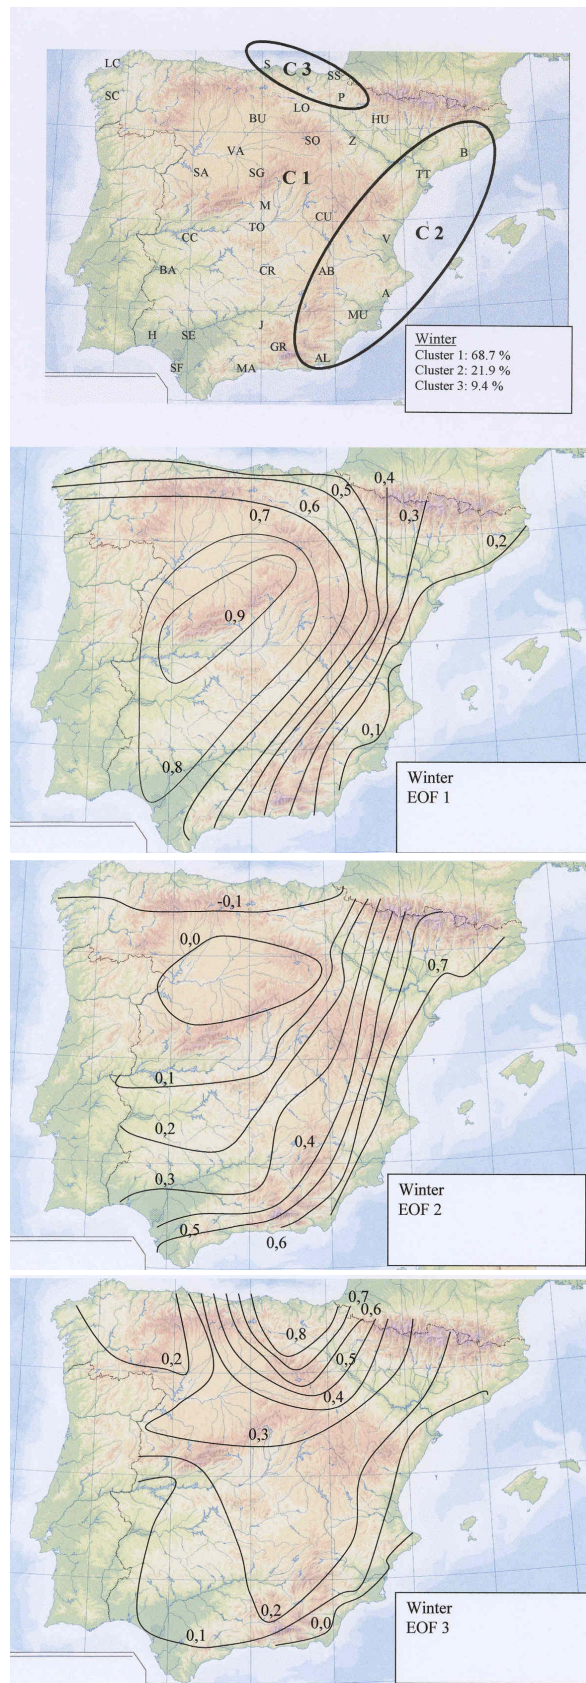 LC
S
C 3
SS
SC
P
LO
BU
HU
SO
Z
VA
B
SA
SG
C 1
TT
M
CU
TO
CC
V
C 2
BA
CR
AB
A
MU
J
H
SE
GR
AL
SF
MA
Winter
Cluster 1: 68.7 %
Cluster 2: 21.9 %
Cluster 3: 9.4 %
0,4
0,5
0,6
0,3
0,7
0,2
0,9
0,1
0,8
Winter
EOF 1
-0,1
0,0
0,7
0,1
0,2
0,4
0,3
0,5
0,6
Winter
EOF 2
0,7
0,6
0,8
0,2
0,5
0,4
0,3
0,2
0,0
0,1
Winter
EOF 3